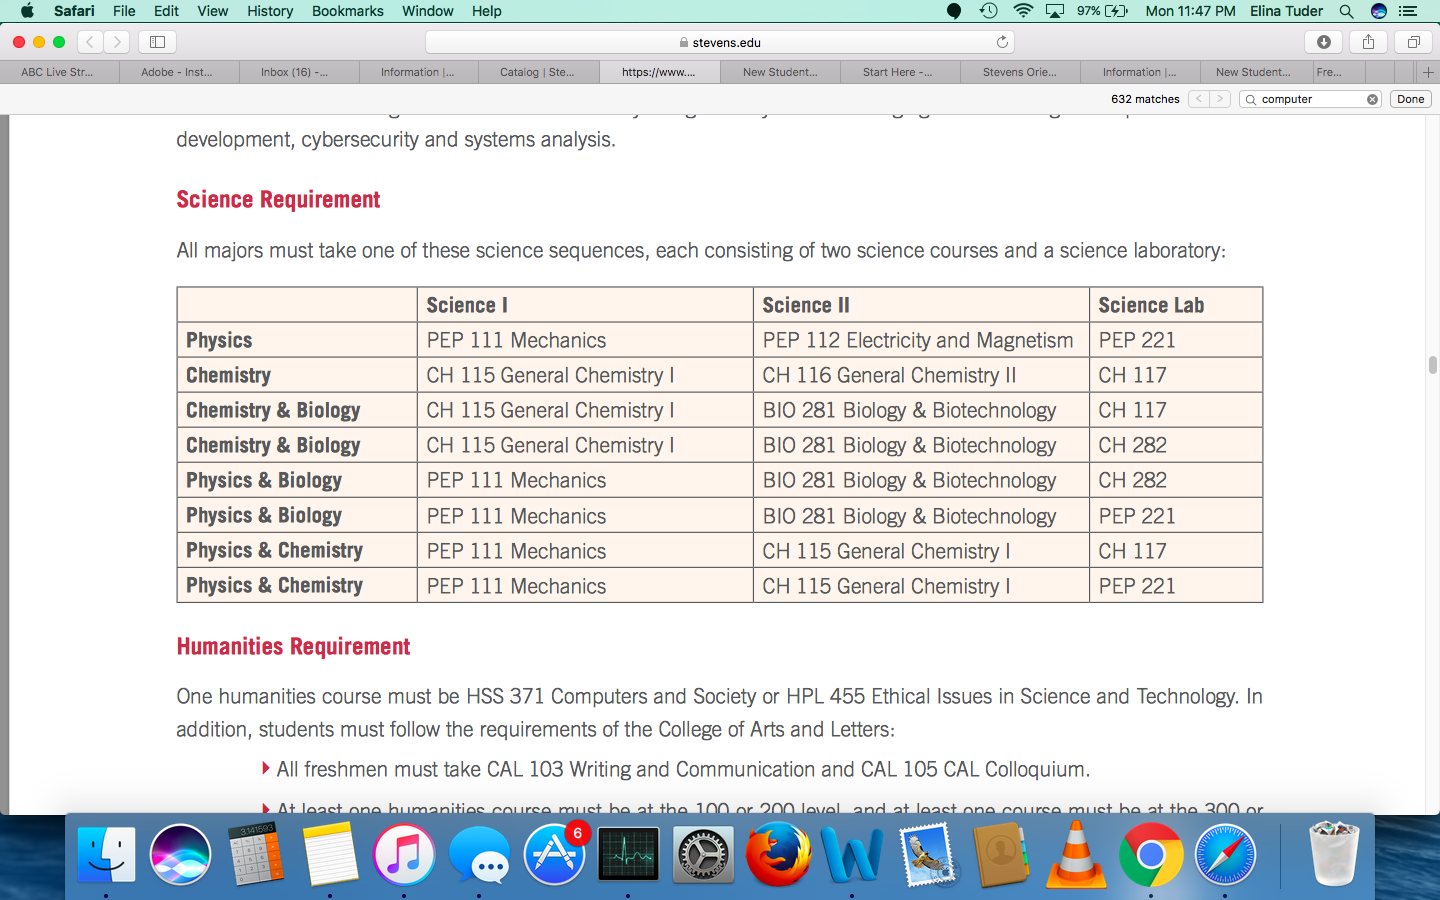 Safari File Edit View History Bookmarks Window Help 97% Mon 11:47 PM Elina Tuder
stevens.edu
ABC Live Str... Adobe - Inst... Inbox (16) -... Information |... Catalog | Ste... https://www.... New Student... Start Here -... Stevens Orie... Information |... New Student... Fre...
632 matches computer Done
development, cybersecurity and systems analysis.
Science Requirement
All majors must take one of these science sequences, each consisting of two science courses and a science laboratory:
Science I Science II Science Lab
Physics PEP 111 Mechanics PEP 112 Electricity and Magnetism PEP 221
Chemistry CH 115 General Chemistry I CH 116 General Chemistry II CH 117
Chemistry & Biology CH 115 General Chemistry I BIO 281 Biology & Biotechnology CH 117
Chemistry & Biology CH 115 General Chemistry I BIO 281 Biology & Biotechnology CH 282
Physics & Biology PEP 111 Mechanics BIO 281 Biology & Biotechnology CH 282
Physics & Biology PEP 111 Mechanics BIO 281 Biology & Biotechnology PEP 221
Physics & Chemistry PEP 111 Mechanics CH 115 General Chemistry I CH 117
Physics & Chemistry PEP 111 Mechanics CH 115 General Chemistry I PEP 221
Humanities Requirement
One humanities course must be HSS 371 Computers and Society or HPL 455 Ethical Issues in Science and Technology. In
addition, students must follow the requirements of the College of Arts and Letters:
All freshmen must take CAL 103 Writing and Communication and CAL 105 CAL Colloquium.
At least one humanities course must be at the 100 or 200 level, and at least one course must be at the 300 or
3.141593
6